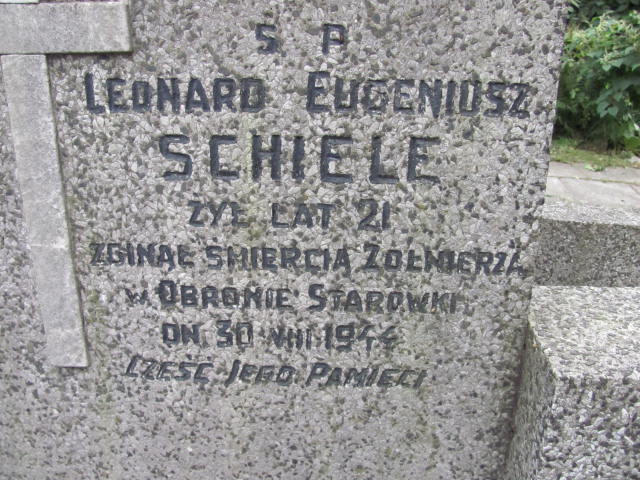 Ś P
LEONARD EUGENIUSZ
SCHIELE
ŻYŁ LAT 21
ZGINĄŁ ŚMIERCIĄ ŻOŁNIERZA
W OBRONIE STARÓWKI
DN 30 VIII 1944
CZEŚĆ JEGO PAMIĘCI